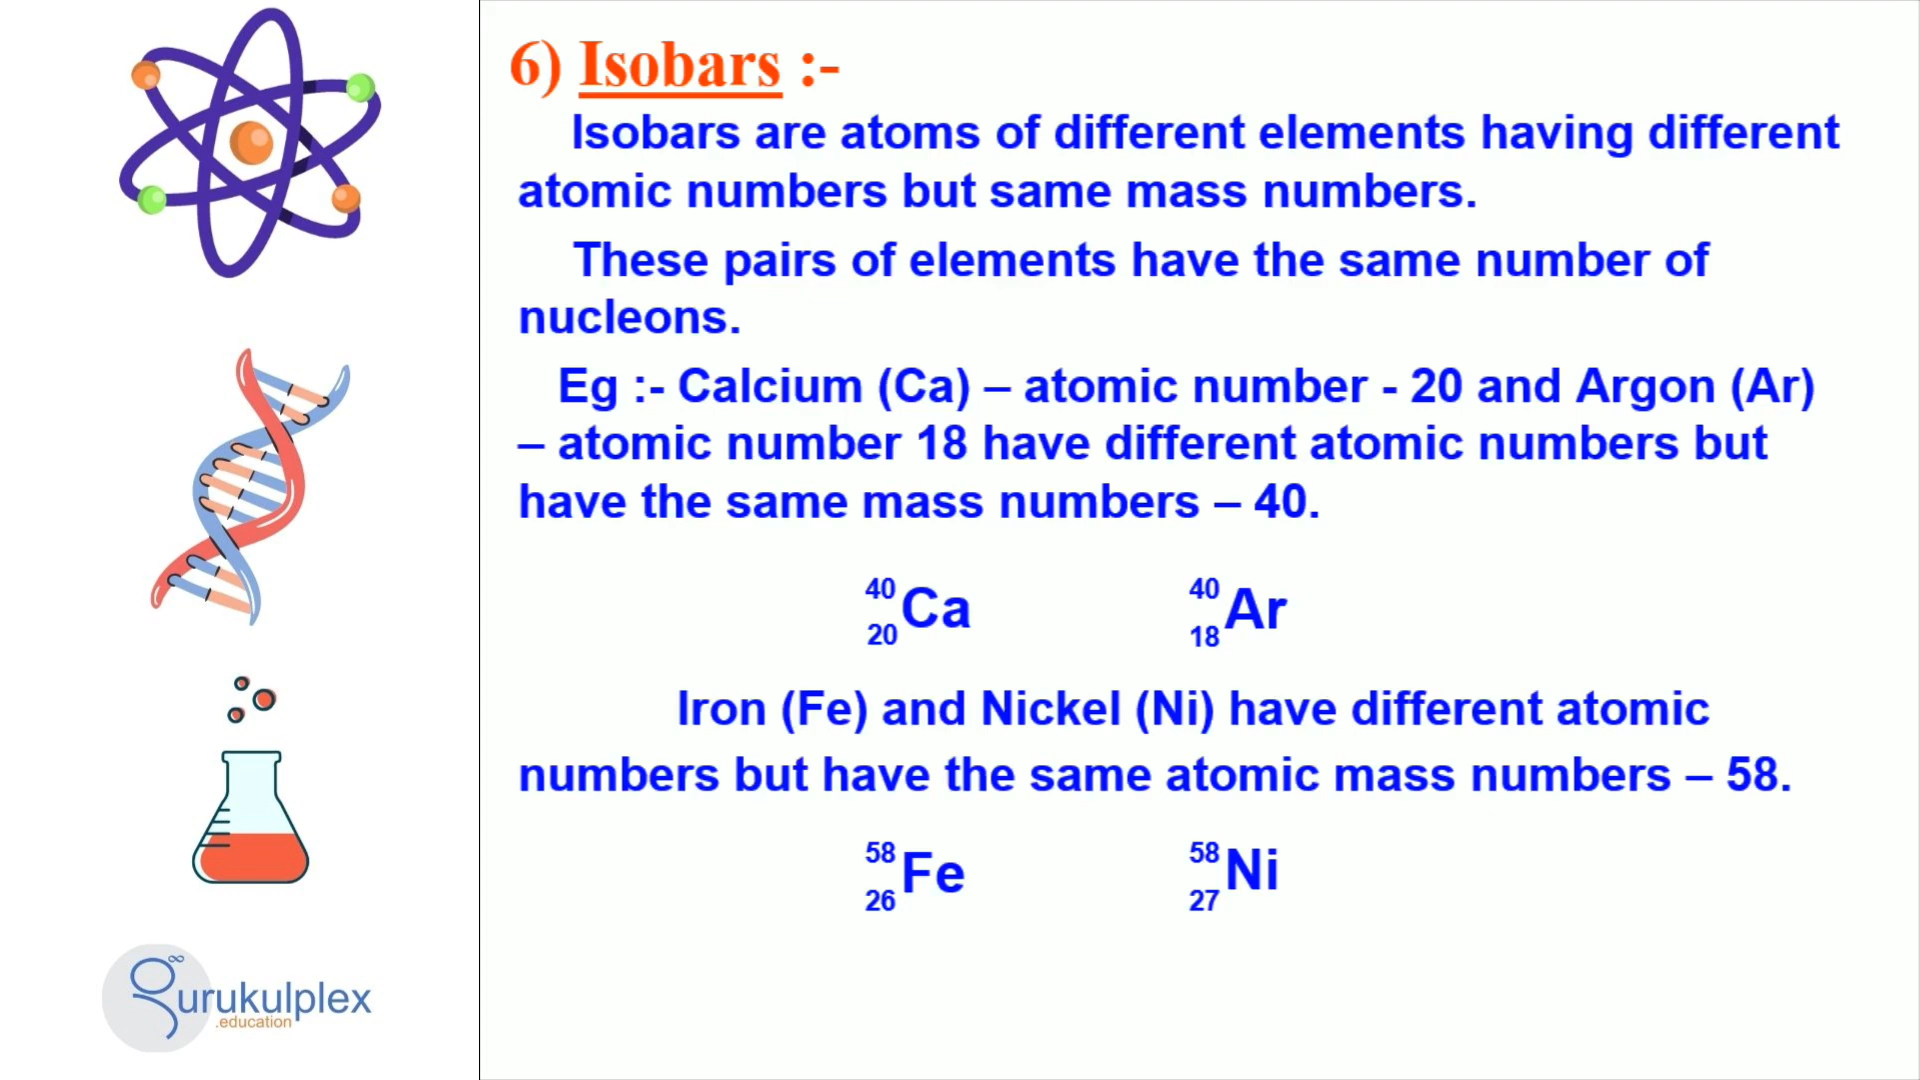 6) Isobars :-
Isobars are atoms of different elements having different
atomic numbers but same mass numbers.
These pairs of elements have the same number of
nucleons.
Eg :- Calcium (Ca) – atomic number - 20 and Argon (Ar)
– atomic number 18 have different atomic numbers but
have the same mass numbers – 40.
40 20 Ca 40 18 Ar
Iron (Fe) and Nickel (Ni) have different atomic
numbers but have the same atomic mass numbers – 58.
58 26 Fe 58 27 Ni
gurukulplex
.education